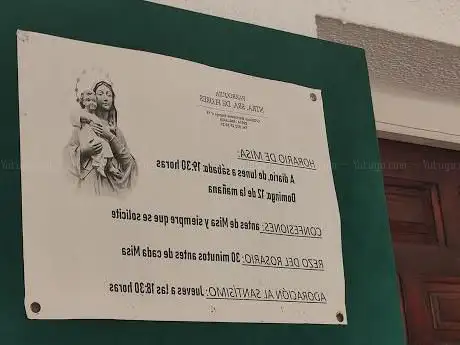 PARROQUIA
NTRA. SRA. DE FLORES
HORARIO DE MISA:
A diario, de lunes a sábado: 19:30 horas
Domingo: 12 de la mañana
CONFESIONES: antes de Misa y siempre que se solicite
REZO DEL ROSARIO: 30 minutos antes de cada Misa
ADORACIÓN AL SANTÍSIMO: Jueves a las 18:30 horas